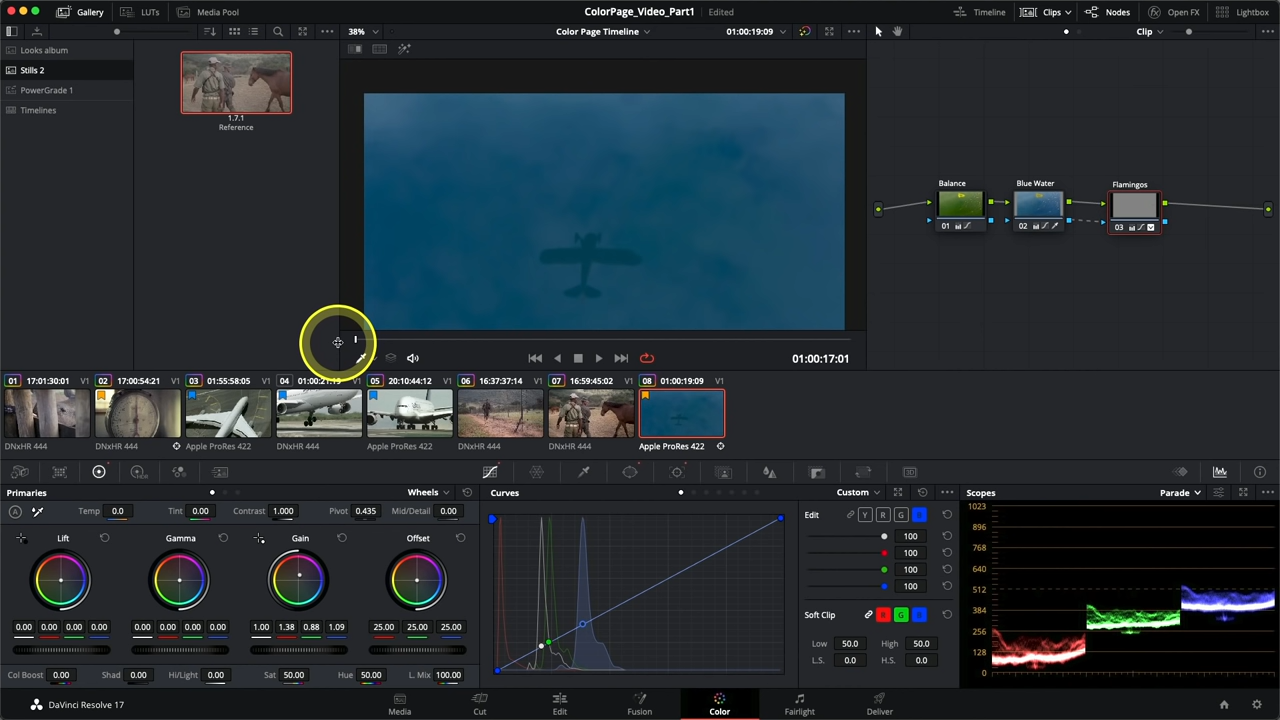 Gallery LUTs Media Pool ColorPage_Video_Part1 Edited Timeline Clips Nodes Open FX Lightbox
38% Color Page Timeline 01:00:19:09 Clip
Looks album
Stills 2
PowerGrade 1
Timelines
1.7.1
Reference
Balance Blue Water Flamingos
01 02 03
01:00:17:01
01 17:01:30:01 V1 02 17:00:54:21 V1 03 01:55:58:05 V1 04 V1 05 20:10:44:12 V1 06 16:37:37:14 V1 07 16:59:45:02 V1 08 01:00:19:09 V1
DNxHR 444 DNxHR 444 Apple ProRes 422 DNxHR 444 Apple ProRes 422 DNxHR 444 DNxHR 444 Apple ProRes 422
Primaries Wheels Curves Custom Scopes Parade
A Temp 0.0 Tint 0.00 Contrast 1.000 Pivot 0.435 Mid/Detail 0.00
Lift Gamma Gain Offset
0.00 0.00 0.00 0.00 0.00 0.00 0.00 0.00 1.00 1.38 0.88 1.09 25.00 25.00 25.00
Col Boost 0.00 Shad 0.00 Hi/Light 0.00 Sat 50.00 Hue 50.00 L. Mix 100.00
Edit Y R G B
100
100
100
100
Soft Clip R G B
Low 50.0 High 50.0
L.S. 0.0 H.S. 0.0
1023
896
768
640
512
384
256
128
0
DaVinci Resolve 17 Media Cut Edit Fusion Color Fairlight Deliver